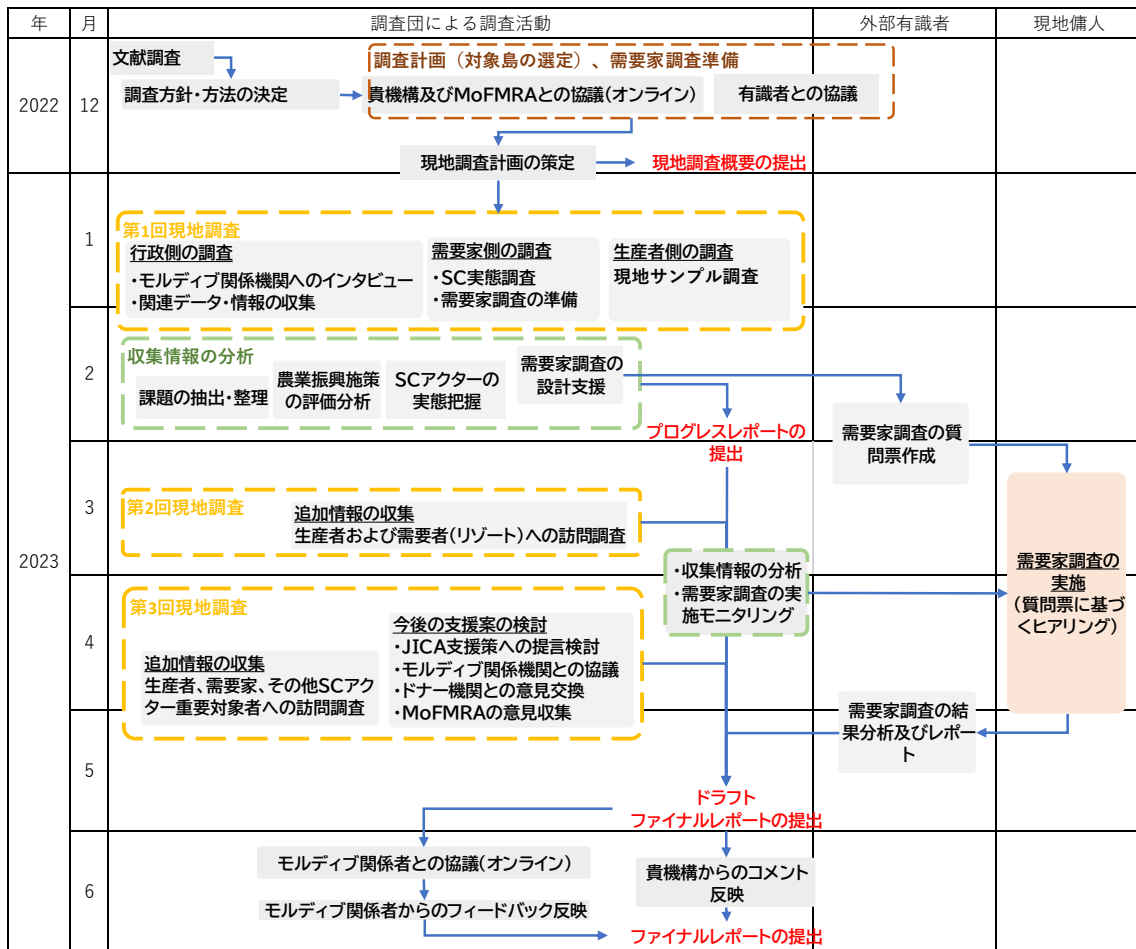 年
月
調査団による調査活動
外部有識者
現地傭人
2022
12
文献調査
調査方針・方法の決定
調査計画（対象島の選定）、需要家調査準備
貴機構及びMoFMRAとの協議(オンライン)
有識者との協議
現地調査計画の策定
現地調査概要の提出
2023
1
第1回現地調査
行政側の調査
・モルディブ関係機関へのインタビュー
・関連データ・情報の収集
需要家側の調査
・SC実態調査
・需要家調査の準備
生産者側の調査
現地サンプル調査
2
収集情報の分析
課題の抽出・整理
農業振興施策
の評価分析
SCアクターの
実態把握
需要家調査の
設計支援
プログレスレポートの
提出
需要家調査の質
問票作成
3
第2回現地調査
追加情報の収集
生産者および需要者(リゾート)への訪問調査
・収集情報の分析
・需要家調査の実
施モニタリング
需要家調査の
実施
(質問票に基づ
くヒアリング)
4
第3回現地調査
追加情報の収集
生産者、需要家、その他SCアク
ター重要対象者への訪問調査
今後の支援案の検討
・JICA支援策への提言検討
・モルディブ関係機関との協議
・ドナー機関との意見交換
・MoFMRAの意見収集
需要家調査の結
果分析及びレポー
ト
5
ドラフト
ファイナルレポートの提出
6
モルディブ関係者との協議(オンライン)
モルディブ関係者からのフィードバック反映
貴機構からのコメント
反映
ファイナルレポートの提出